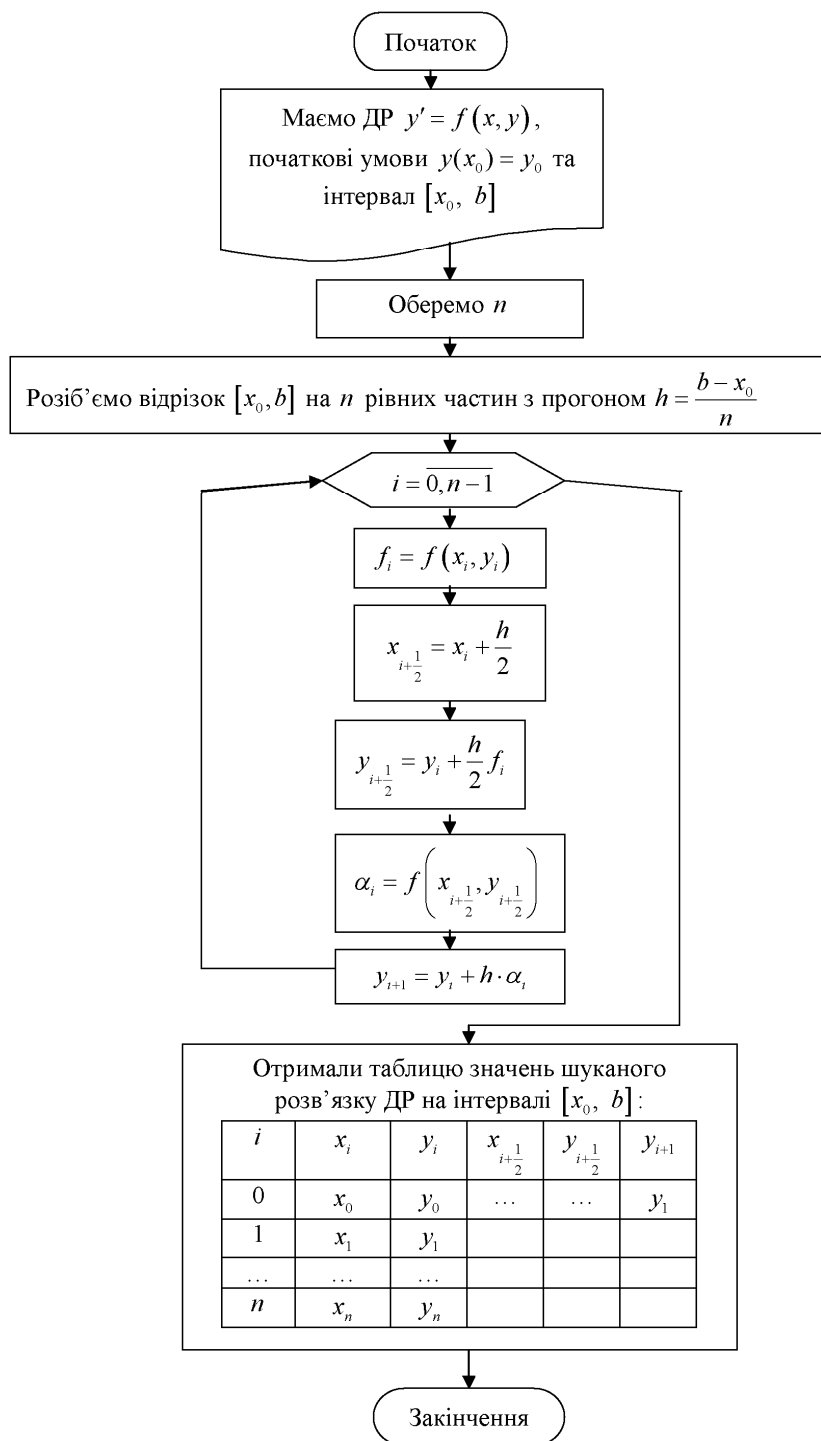 Початок
Маємо ДР y′ = f(x, y),
початкові умови y(x₀) = y₀ та
інтервал [x₀, b]
Оберемо n
Розіб’ємо відрізок [x₀, b] на n рівних частин з прогоном h = (b − x₀)/n
i = 0, n − 1
fᵢ = f(xᵢ, yᵢ)
x_{i+1/2} = xᵢ + h/2
y_{i+1/2} = yᵢ + h/2 fᵢ
αᵢ = f(x_{i+1/2}, y_{i+1/2})
yᵢ₊₁ = yᵢ + h · αᵢ
Отримали таблицю значень шуканого
розв’язку ДР на інтервалі [x₀, b]:
i xᵢ yᵢ x_{i+1/2} y_{i+1/2} yᵢ₊₁
0 x₀ y₀ … … y₁
1 x₁ y₁
… … …
n xₙ yₙ
Закінчення